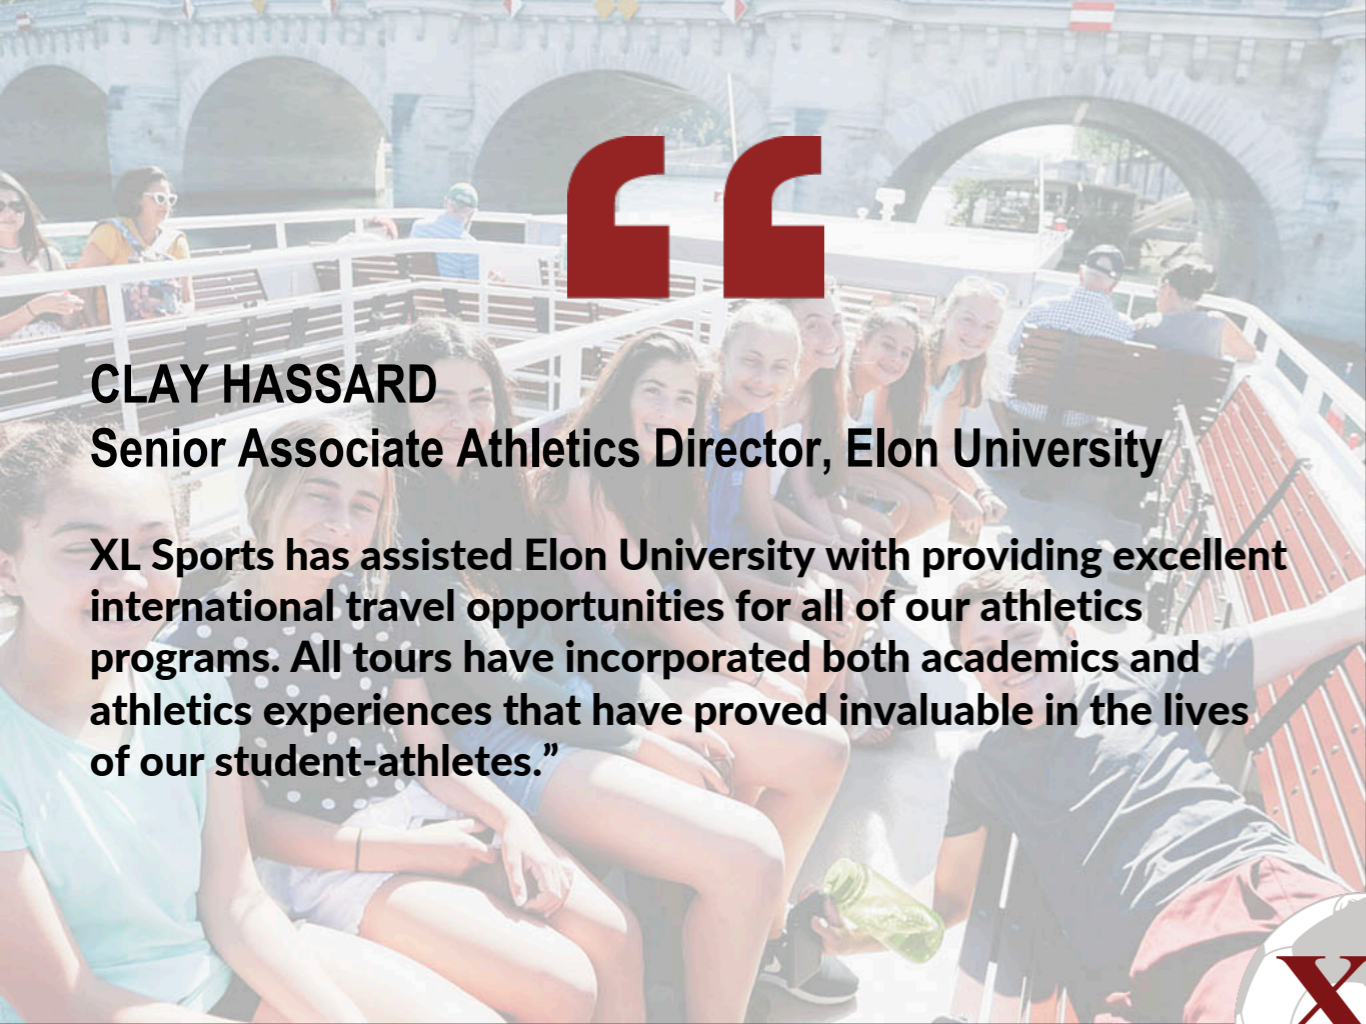 “
CLAY HASSARD
Senior Associate Athletics Director, Elon University
XL Sports has assisted Elon University with providing excellent
international travel opportunities for all of our athletics
programs. All tours have incorporated both academics and
athletics experiences that have proved invaluable in the lives
of our student-athletes.”
X